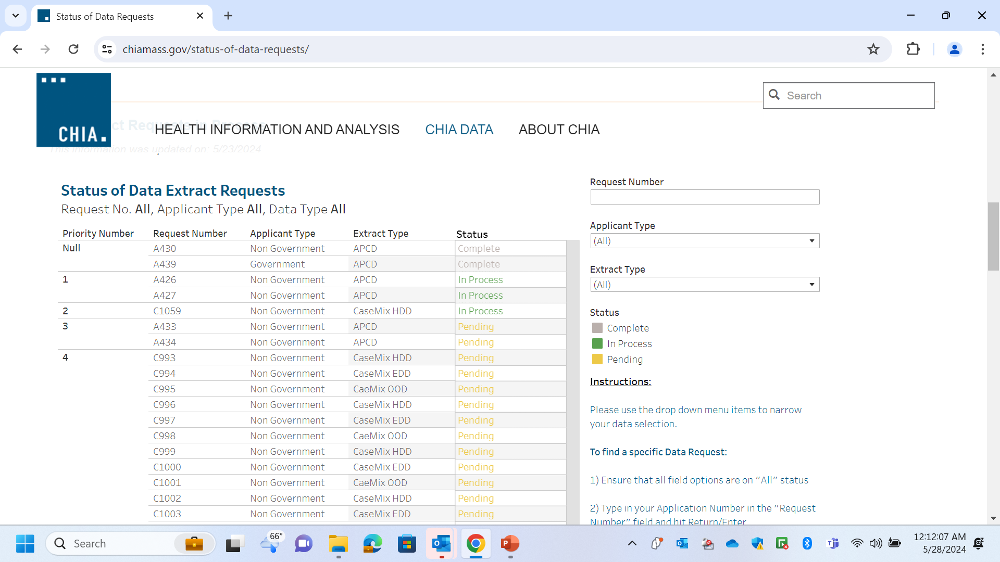 Status of Data Requests
chiamass.gov/status-of-data-requests/
CHIA.
Search
ct Requests in Process
HEALTH INFORMATION AND ANALYSIS CHIA DATA ABOUT CHIA
This information was updated on: 5/23/2024
Status of Data Extract Requests
Request No. All, Applicant Type All, Data Type All
Priority Number Request Number Applicant Type Extract Type Status
Null A430 Non Government APCD Complete
A439 Government APCD Complete
1 A426 Non Government APCD In Process
A427 Non Government APCD In Process
2 C1059 Non Government CaseMix HDD In Process
3 A433 Non Government APCD Pending
A434 Non Government APCD Pending
4 C993 Non Government CaseMix HDD Pending
C994 Non Government CaseMix EDD Pending
C995 Non Government CaeMix OOD Pending
C996 Non Government CaseMix HDD Pending
C997 Non Government CaseMix EDD Pending
C998 Non Government CaeMix OOD Pending
C999 Non Government CaseMix HDD Pending
C1000 Non Government CaseMix EDD Pending
C1001 Non Government CaeMix OOD Pending
C1002 Non Government CaseMix HDD Pending
C1003 Non Government CaseMix EDD Pending
Request Number
Applicant Type
(All)
Extract Type
(All)
Status
Complete
In Process
Pending
Instructions:
Please use the drop down menu items to narrow
your data selection.
To find a specific Data Request:
1) Ensure that all field options are on "All" status
2) Type in your Application Number in the "Request
Number" field and hit Return/Enter
Search
66°
12:12:07 AM
5/28/2024